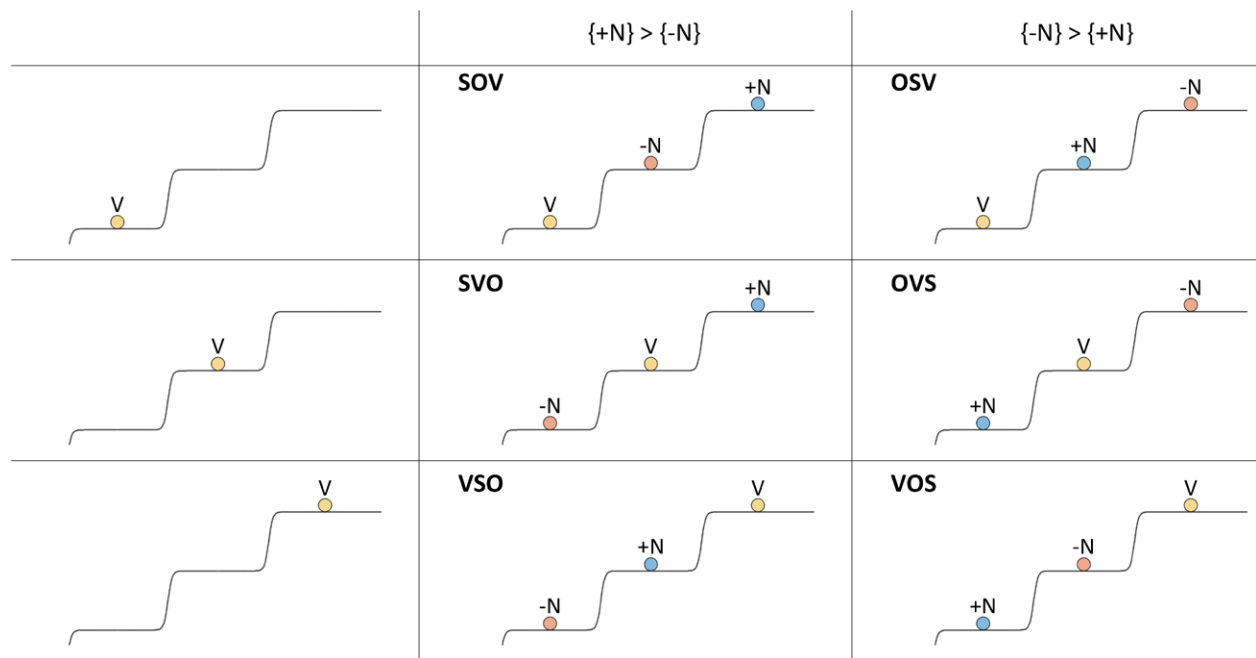 {+N} > {-N}
{-N} > {+N}
V
SOV
+N
-N
V
OSV
-N
+N
V
V
SVO
+N
V
-N
OVS
-N
V
+N
V
VSO
V
+N
-N
VOS
V
-N
+N